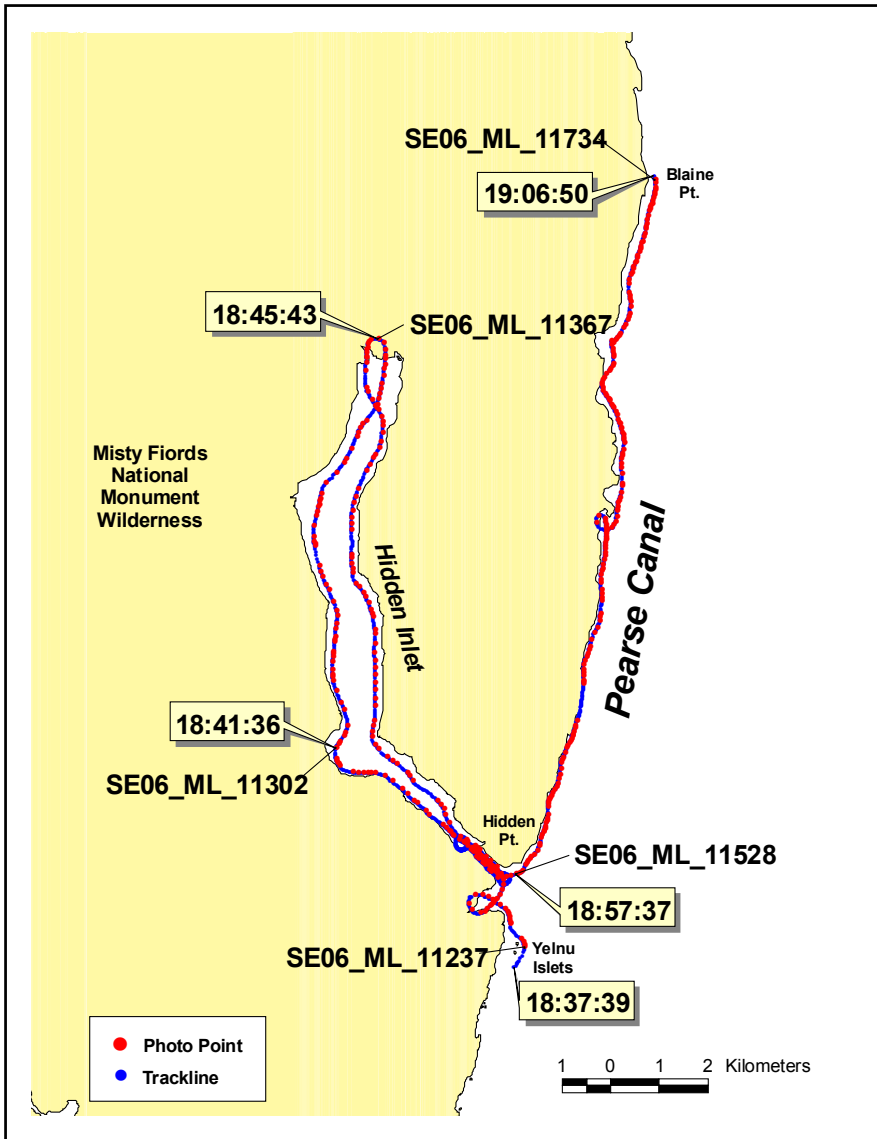 SE06_ML_11734
Blaine
Pt.
19:06:50
18:45:43
SE06_ML_11367
Misty Fiords
National
Monument
Wilderness
Hidden Inlet
Pearse Canal
18:41:36
SE06_ML_11302
Hidden
Pt.
SE06_ML_11528
18:57:37
SE06_ML_11237
Yelnu
Islets
18:37:39
Photo Point
Trackline
1 0 1 2 Kilometers